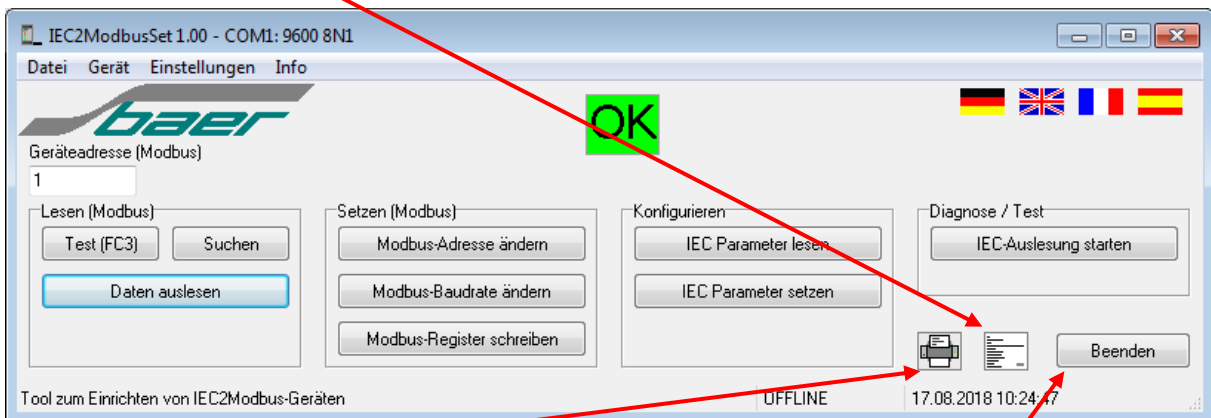 IEC2ModbusSet 1.00 - COM1: 9600 8N1
Datei Gerät Einstellungen Info
baer
OK
Geräteadresse (Modbus)
1
Lesen (Modbus)
Test (FC3) Suchen
Daten auslesen
Setzen (Modbus)
Modbus-Adresse ändern
Modbus-Baudrate ändern
Modbus-Register schreiben
Konfigurieren
IEC Parameter lesen
IEC Parameter setzen
Diagnose / Test
IEC-Auslesung starten
Beenden
Tool zum Einrichten von IEC2Modbus-Geräten OFFLINE 17.08.2018 10:24:47